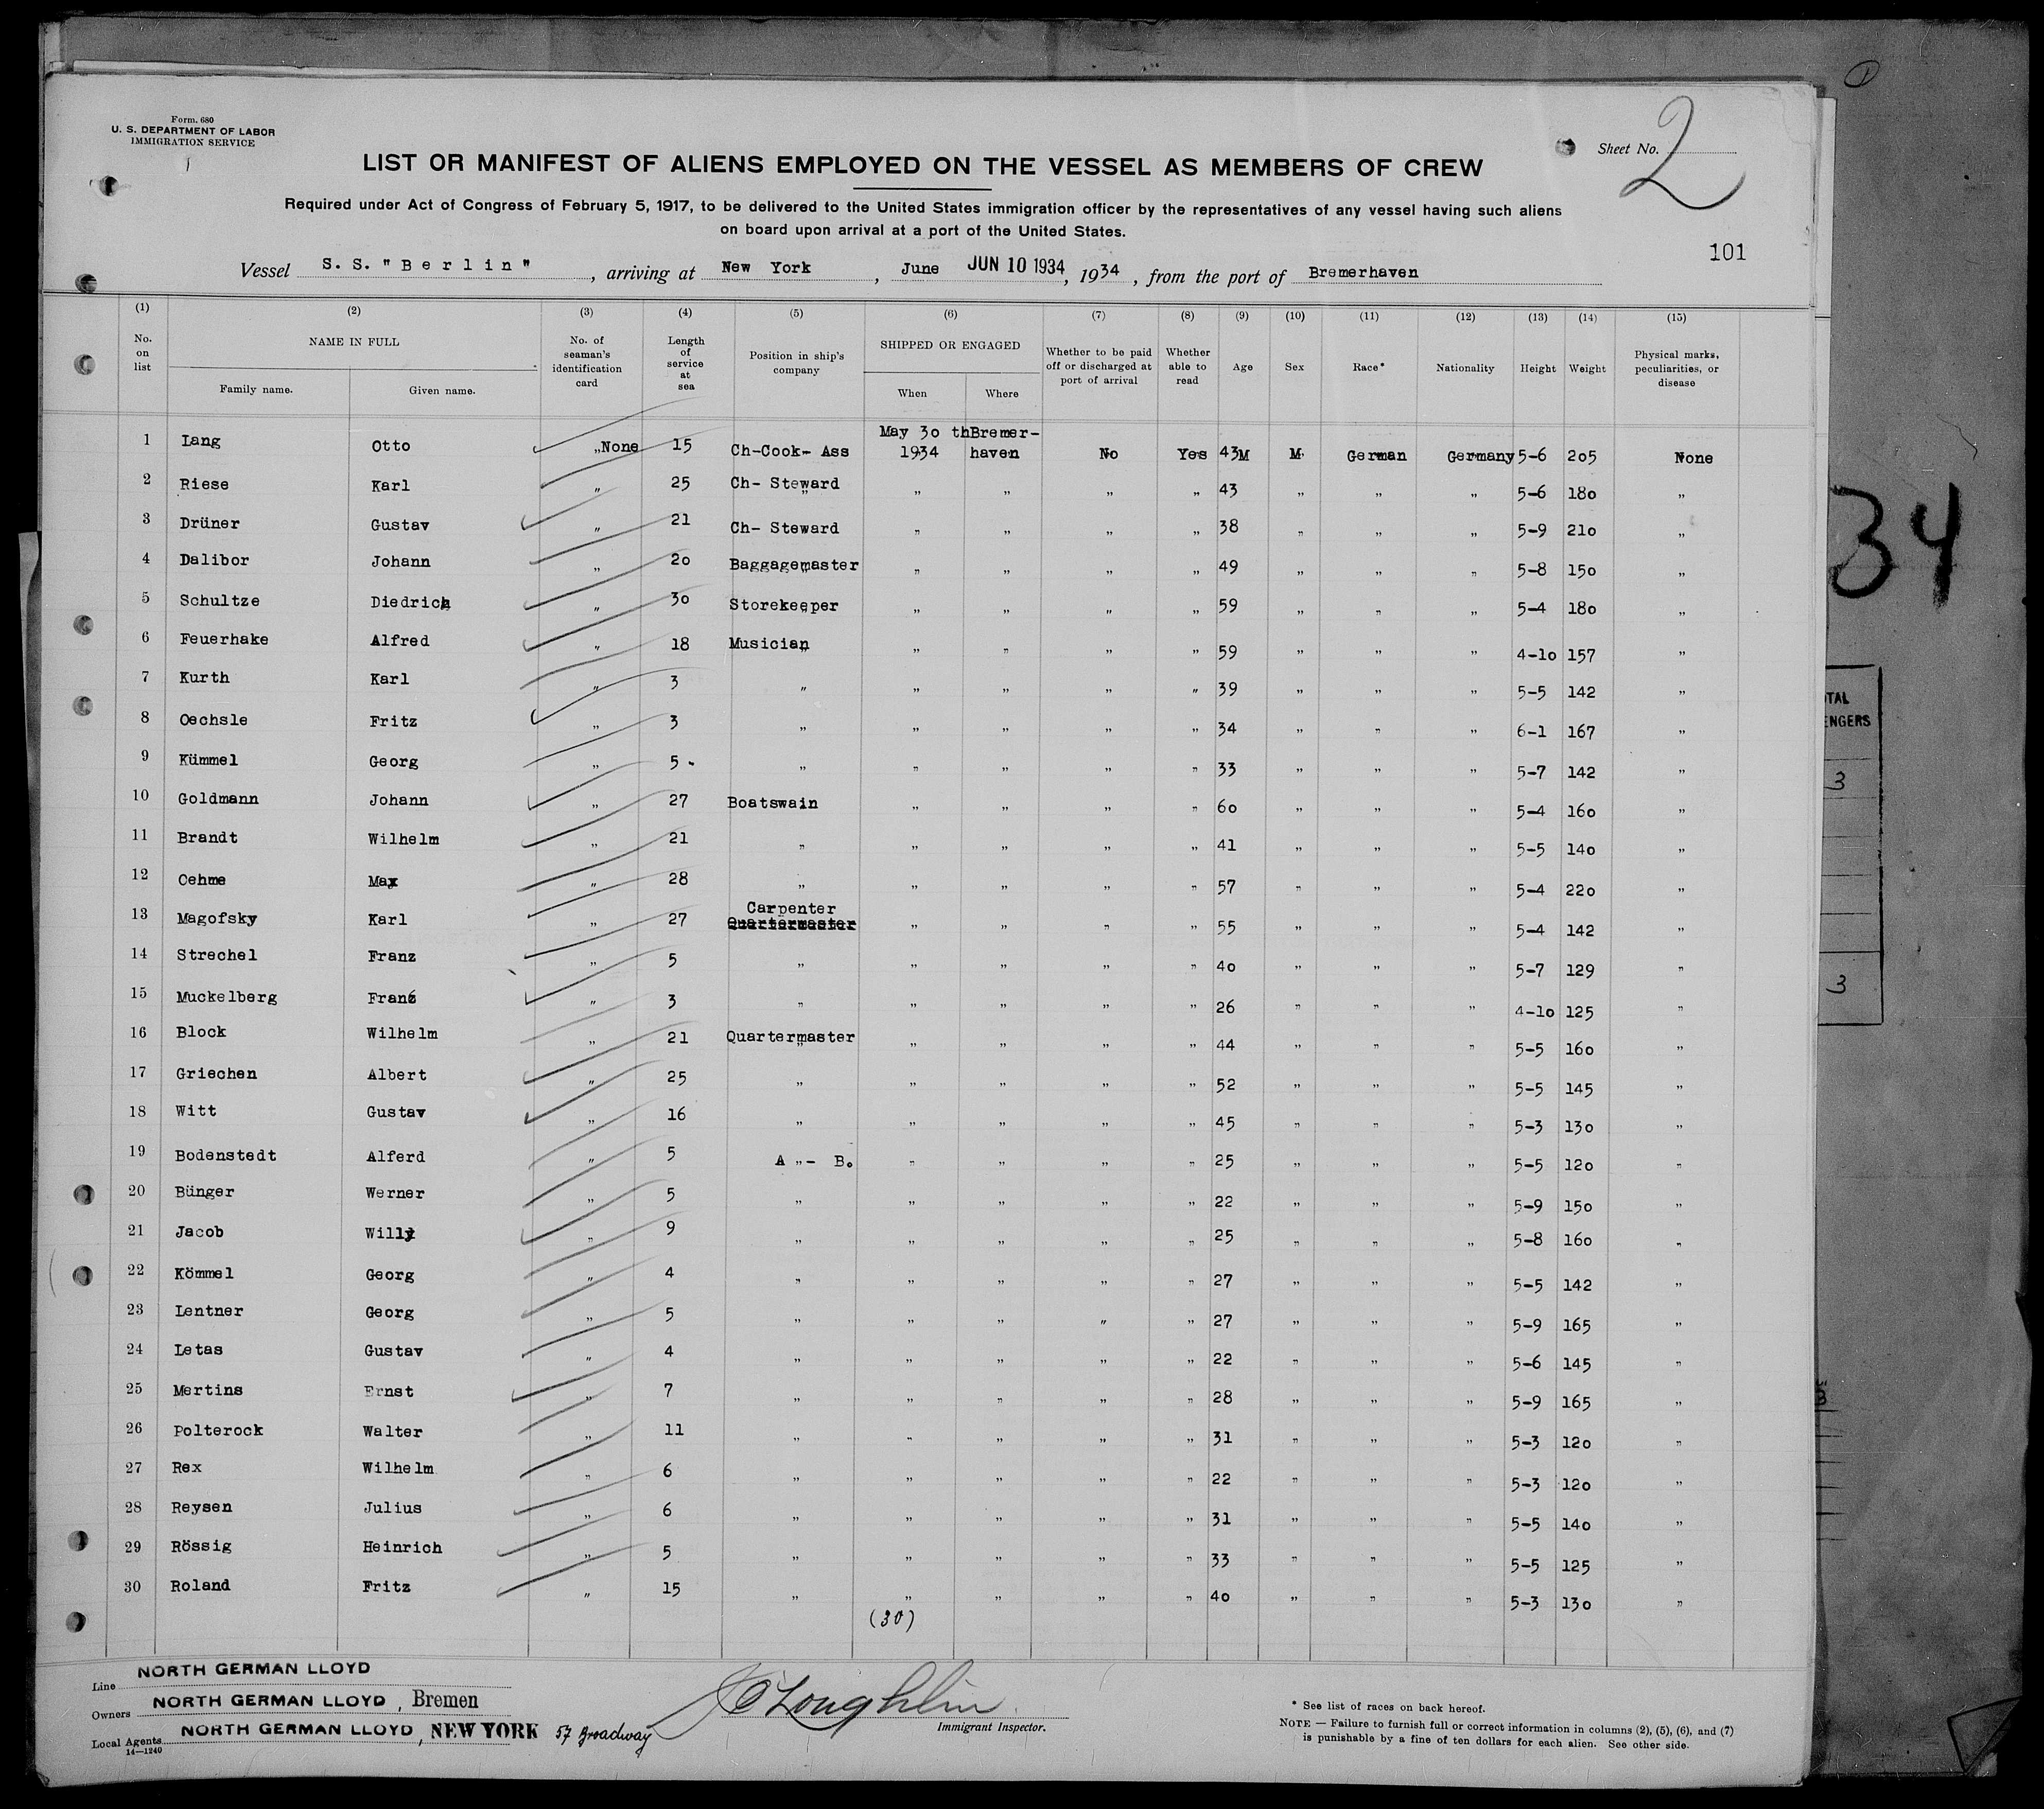 Form. 680
U. S. DEPARTMENT OF LABOR
IMMIGRATION SERVICE
Sheet No. 2
LIST OR MANIFEST OF ALIENS EMPLOYED ON THE VESSEL AS MEMBERS OF CREW
Required under Act of Congress of February 5, 1917, to be delivered to the United States immigration officer by the representatives of any vessel having such aliens
on board upon arrival at a port of the United States.
101
Vessel S. S. "Berlin", arriving at New York, June JUN 10 1934, 1934, from the port of Bremerhaven
(1) (2) (3) (4) (5) (6) (7) (8) (9) (10) (11) (12) (13) (14) (15)
No. on list NAME IN FULL Family name. Given name. No. of seaman's identification card Length of service at sea Position in ship's company SHIPPED OR ENGAGED When Where Whether to be paid off or discharged at port of arrival Whether able to read Age Sex Race* Nationality Height Weight Physical marks, peculiarities, or disease
1 Lang Otto „None 15 Ch-Cook- Ass May 30 th 1934 Bremer-haven No Yes 43M M German Germany 5-6 205 None
2 Riese Karl „ 25 Ch- Steward „ „ „ „ 43 „ „ „ 5-6 180 „
3 Drüner Gustav „ 21 Ch- Steward „ „ „ „ 38 „ „ „ 5-9 210 „
4 Dalibor Johann „ 20 Baggagemaster „ „ „ „ 49 „ „ „ 5-8 150 „
5 Schultze Diedrich „ 30 Storekeeper „ „ „ „ 59 „ „ „ 5-4 180 „
6 Feuerhake Alfred „ 18 Musician „ „ „ „ 59 „ „ „ 4-10 157 „
7 Kurth Karl „ 3 „ „ „ „ „ 39 „ „ „ 5-5 142 „
8 Oechsle Fritz „ 3 „ „ „ „ „ 34 „ „ „ 6-1 167 „
9 Kümmel Georg „ 5 „ „ „ „ „ 33 „ „ „ 5-7 142 „
10 Goldmann Johann „ 27 Boatswain „ „ „ „ 60 „ „ „ 5-4 160 „
11 Brandt Wilhelm „ 21 „ „ „ „ „ 41 „ „ „ 5-5 140 „
12 Oehme Max „ 28 „ „ „ „ „ 57 „ „ „ 5-4 220 „
13 Magofsky Karl „ 27 Carpenter Quartermaster „ „ „ „ 55 „ „ „ 5-4 142 „
14 Strechel Franz „ 5 „ „ „ „ „ 40 „ „ „ 5-7 129 „
15 Muckelberg Franz „ 3 „ „ „ „ „ 26 „ „ „ 4-10 125 „
16 Block Wilhelm „ 21 Quartermaster „ „ „ „ 44 „ „ „ 5-5 160 „
17 Griechen Albert „ 25 „ „ „ „ „ 52 „ „ „ 5-5 145 „
18 Witt Gustav „ 16 „ „ „ „ „ 45 „ „ „ 5-3 130 „
19 Bodenstedt Alferd „ 5 A „- B. „ „ „ „ 25 „ „ „ 5-5 120 „
20 Bünger Werner „ 5 „ „ „ „ „ 22 „ „ „ 5-9 150 „
21 Jacob Willy „ 9 „ „ „ „ „ 25 „ „ „ 5-8 160 „
22 Kömmel Georg „ 4 „ „ „ „ „ 27 „ „ „ 5-5 142 „
23 Lentner Georg „ 5 „ „ „ „ „ 27 „ „ „ 5-9 165 „
24 Letas Gustav „ 4 „ „ „ „ „ 22 „ „ „ 5-6 145 „
25 Mertins Ernst „ 7 „ „ „ „ „ 28 „ „ „ 5-9 165 „
26 Polterock Walter „ 11 „ „ „ „ „ 31 „ „ „ 5-3 120 „
27 Rex Wilhelm „ 6 „ „ „ „ „ 22 „ „ „ 5-3 120 „
28 Reysen Julius „ 6 „ „ „ „ „ 31 „ „ „ 5-5 140 „
29 Rössig Heinrich „ 5 „ „ „ „ „ 33 „ „ „ 5-5 125 „
30 Roland Fritz „ 15 „ „ „ „ „ 40 „ „ „ 5-3 130 „
(30)
Line NORTH GERMAN LLOYD
Owners NORTH GERMAN LLOYD, Bremen
Local Agents NORTH GERMAN LLOYD, NEW YORK 57 Broadway
14—1240
O'Loughlin
Immigrant Inspector.
* See list of races on back hereof.
NOTE — Failure to furnish full or correct information in columns (2), (5), (6), and (7)
is punishable by a fine of ten dollars for each alien. See other side.
1
34
TAL
ENGERS
3
3